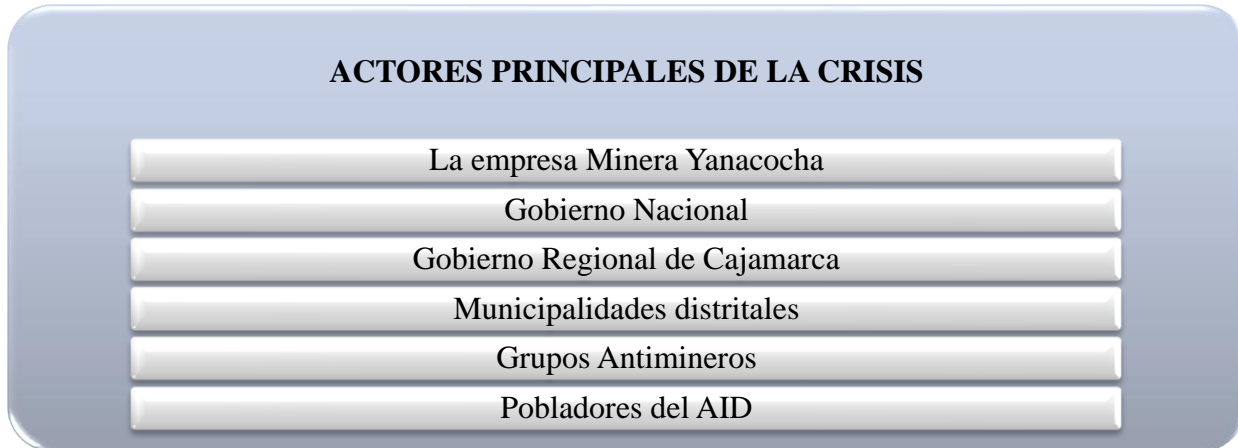 ACTORES PRINCIPALES DE LA CRISIS
La empresa Minera Yanacocha
Gobierno Nacional
Gobierno Regional de Cajamarca
Municipalidades distritales
Grupos Antimineros
Pobladores del AID